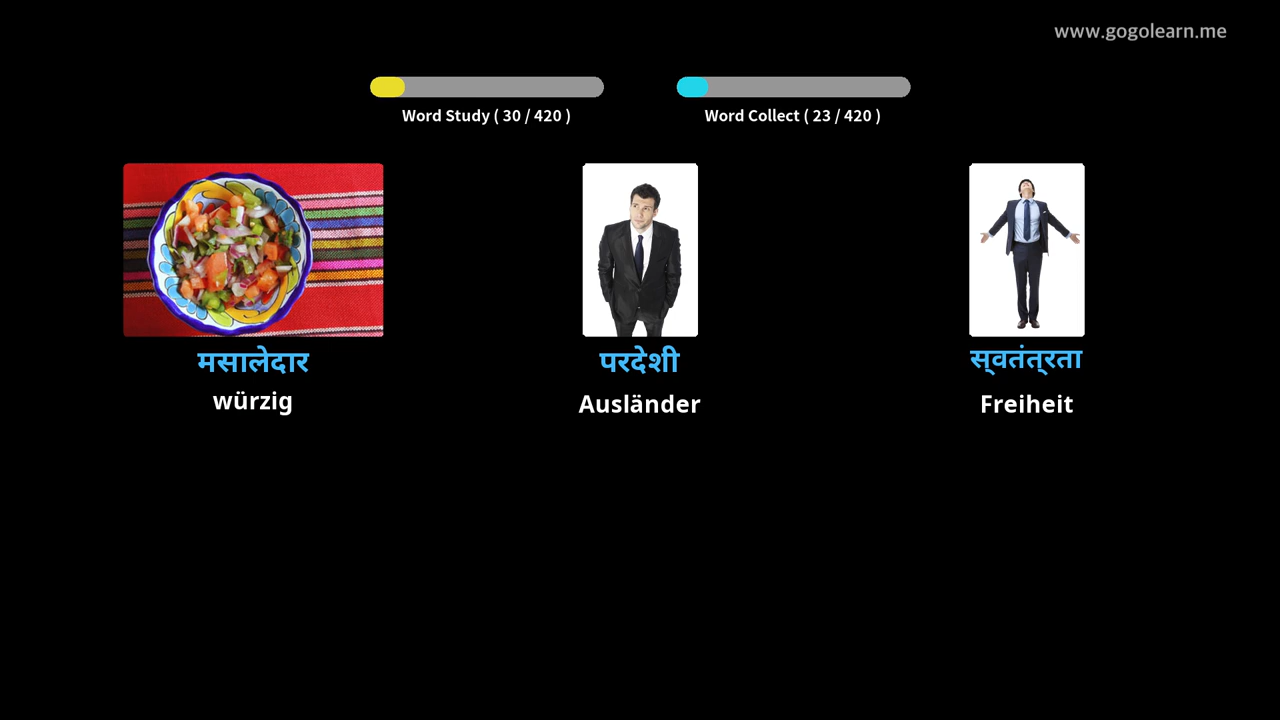 www.gogolearn.me
Word Study ( 30 / 420 )
Word Collect ( 23 / 420 )
मसालेदार
würzig
परदेशी
Ausländer
स्वतंत्रता
Freiheit